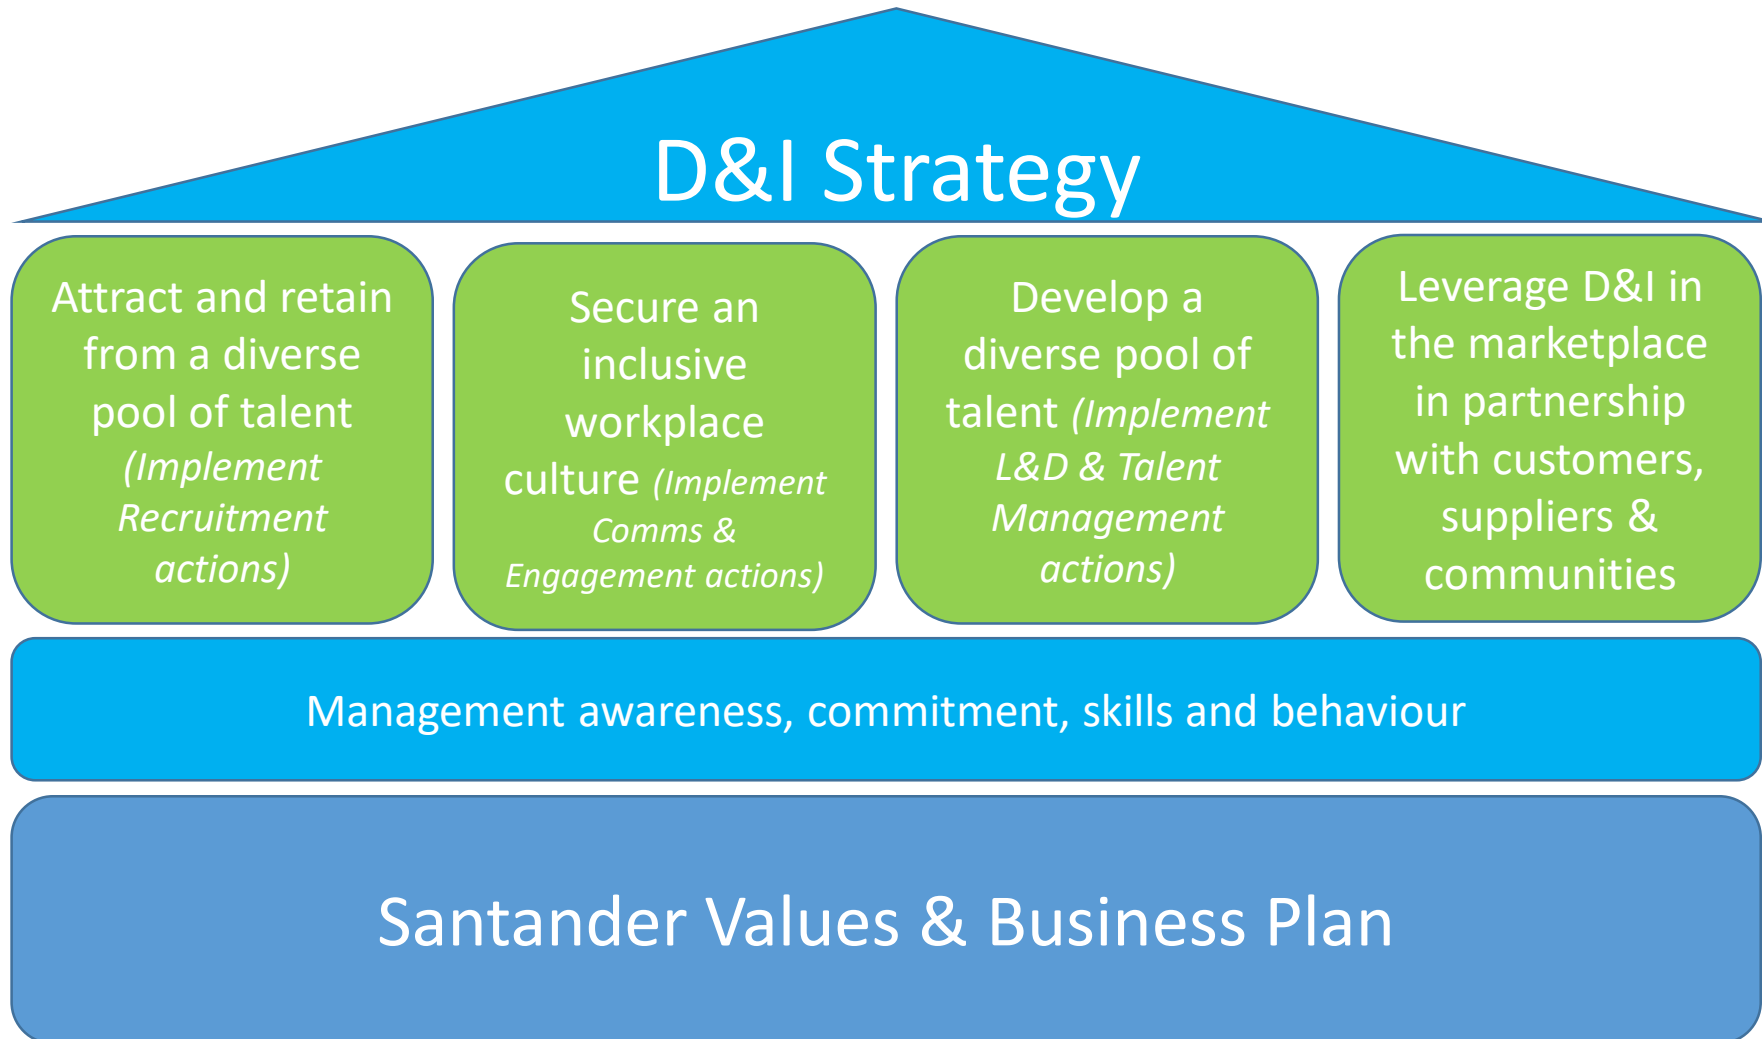 D&I Strategy
Attract and retain
from a diverse
pool of talent
(Implement
Recruitment
actions)
Secure an
inclusive
workplace
culture (Implement
Comms &
Engagement actions)
Develop a
diverse pool of
talent (Implement
L&D & Talent
Management
actions)
Leverage D&I in
the marketplace
in partnership
with customers,
suppliers &
communities
Management awareness, commitment, skills and behaviour
Santander Values & Business Plan